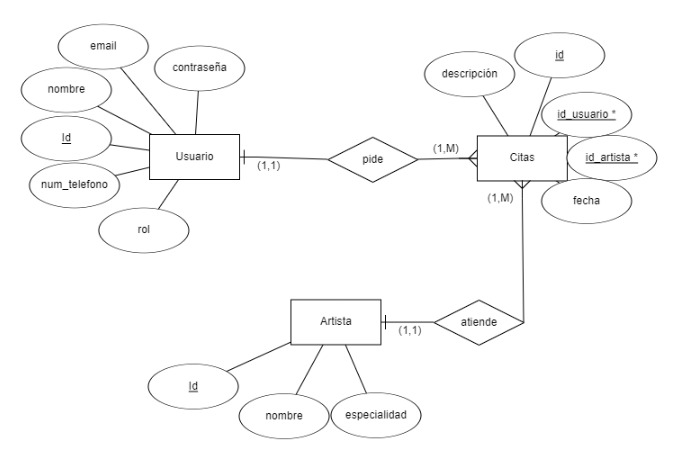 email
contraseña
nombre
Id
num_telefono
rol
Usuario
(1,1)
pide
(1,M)
descripción
id
id_usuario *
id_artista *
fecha
Citas
(1,M)
Artista
(1,1)
atiende
Id
nombre
especialidad